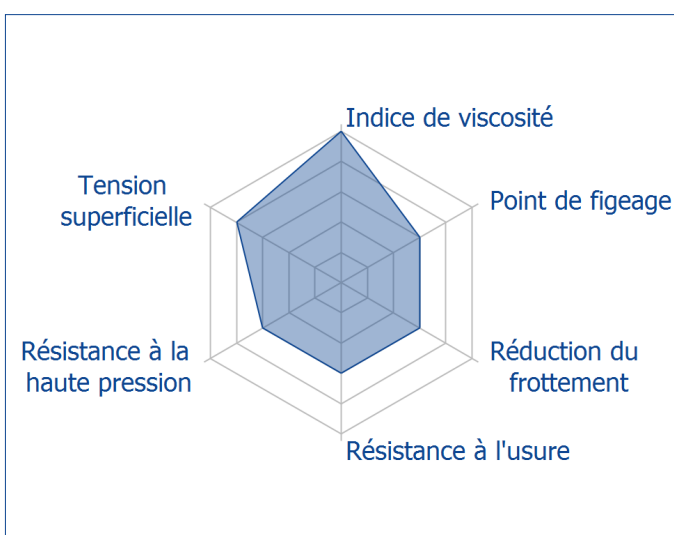 Indice de viscosité
Tension
superficielle
Point de figeage
Résistance à la
haute pression
Réduction du
frottement
Résistance à l'usure